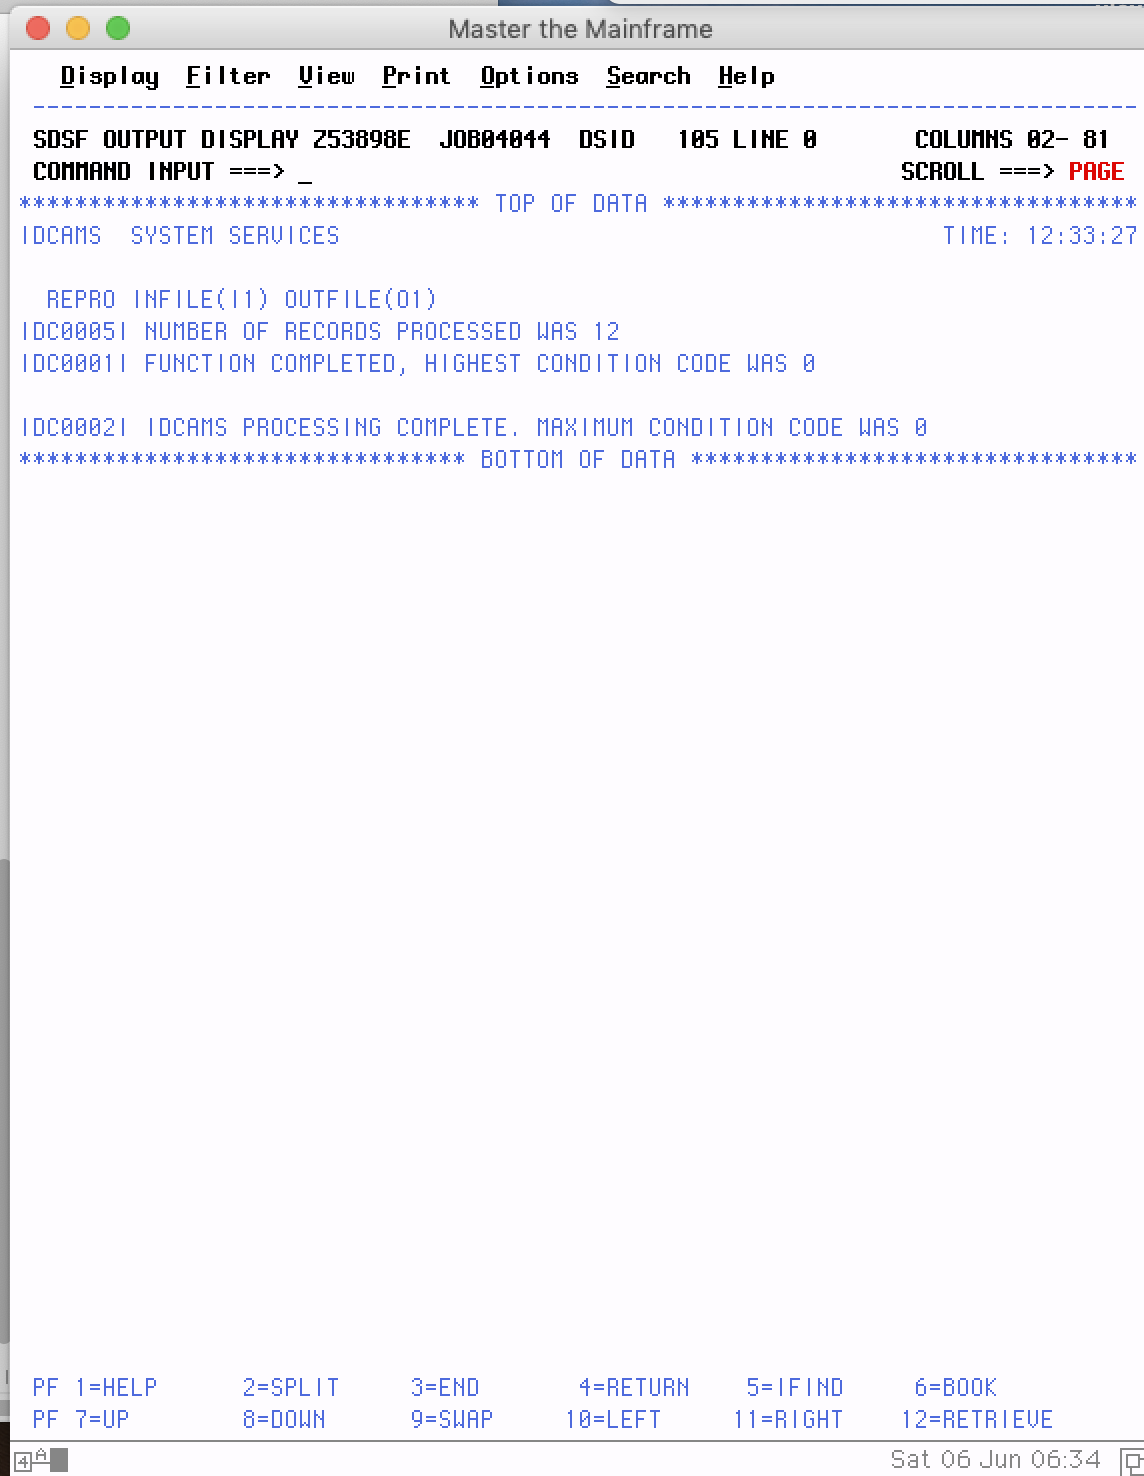 Master the Mainframe
Display Filter View Print Options Search Help
--------------------------------------------------------------------------------
SDSF OUTPUT DISPLAY Z53898E JOB04044 DSID 105 LINE 0 COLUMNS 02- 81
COMMAND INPUT ===> _ SCROLL ===> PAGE
********************************* TOP OF DATA **********************************
IDCAMS SYSTEM SERVICES TIME: 12:33:27
REPRO INFILE(I1) OUTFILE(O1)
IDC0005I NUMBER OF RECORDS PROCESSED WAS 12
IDC0001I FUNCTION COMPLETED, HIGHEST CONDITION CODE WAS 0
IDC0002I IDCAMS PROCESSING COMPLETE. MAXIMUM CONDITION CODE WAS 0
******************************** BOTTOM OF DATA ********************************
PF 1=HELP 2=SPLIT 3=END 4=RETURN 5=IFIND 6=BOOK
PF 7=UP 8=DOWN 9=SWAP 10=LEFT 11=RIGHT 12=RETRIEVE
4 A Sat 06 Jun 06:34